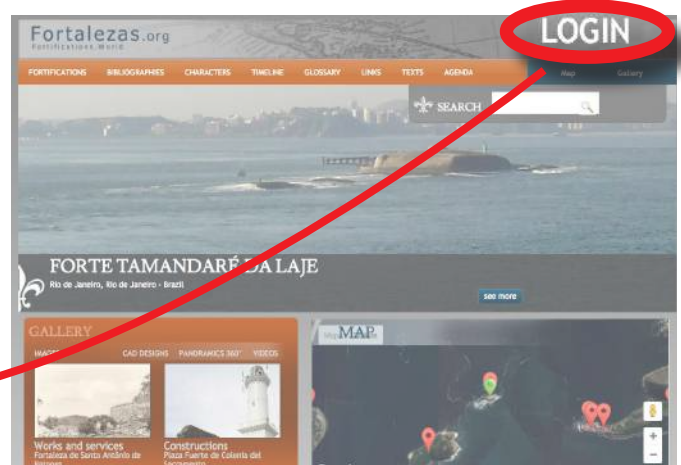 Fortalezas.org
Fortifications World
LOGIN
FORTIFICATIONS BIBLIOGRAPHIES CHARACTERS TIMELINE GLOSSARY LINKS TEXTS AGENDA Map Gallery
SEARCH
FORTE TAMANDARÉ DA LAJE
Rio de Janeiro, Rio de Janeiro - Brazil
see more
GALLERY
MAP
CAD DESIGNS PANORAMICS 360° VIDEOS
Works and services
Fortaleza de Santo Antônio de
Constructions
Plaza Fuerte de Colonia del
Sacramento